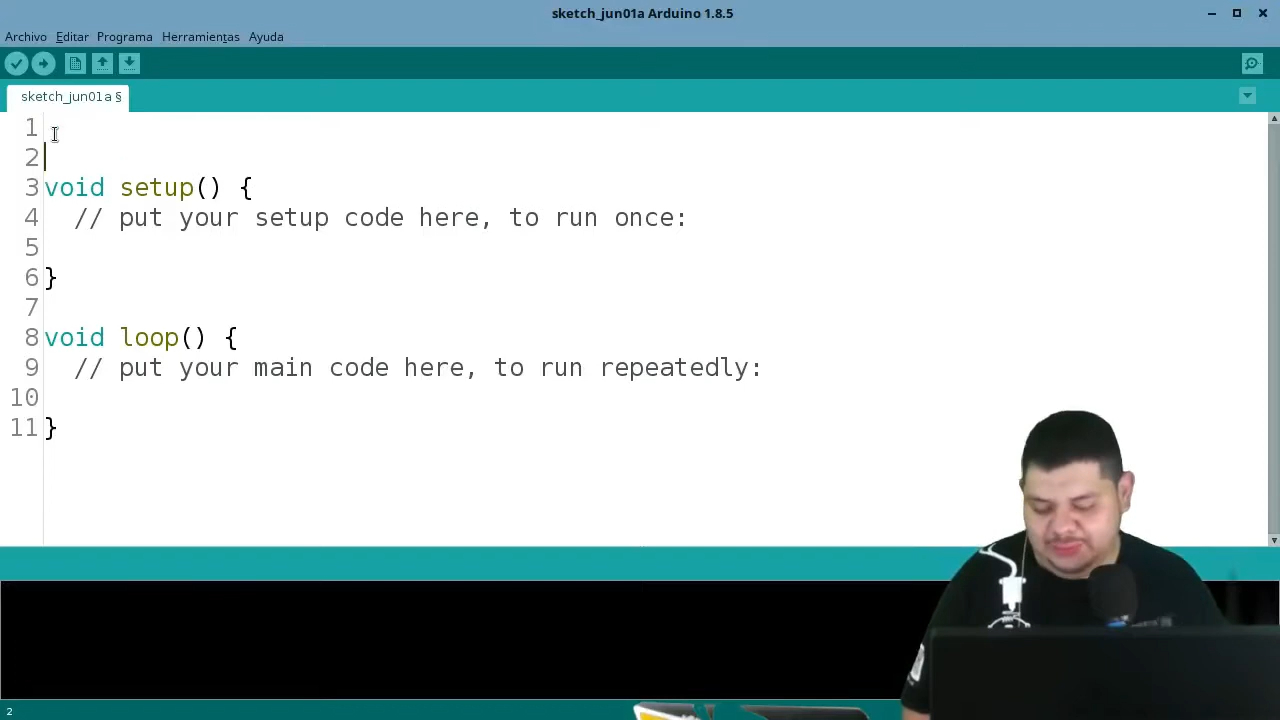 sketch_jun01a Arduino 1.8.5
Archivo Editar Programa Herramientas Ayuda
sketch_jun01a §
1
2
3 void setup() {
4 // put your setup code here, to run once:
5
6 }
7
8 void loop() {
9 // put your main code here, to run repeatedly:
10
11 }
2